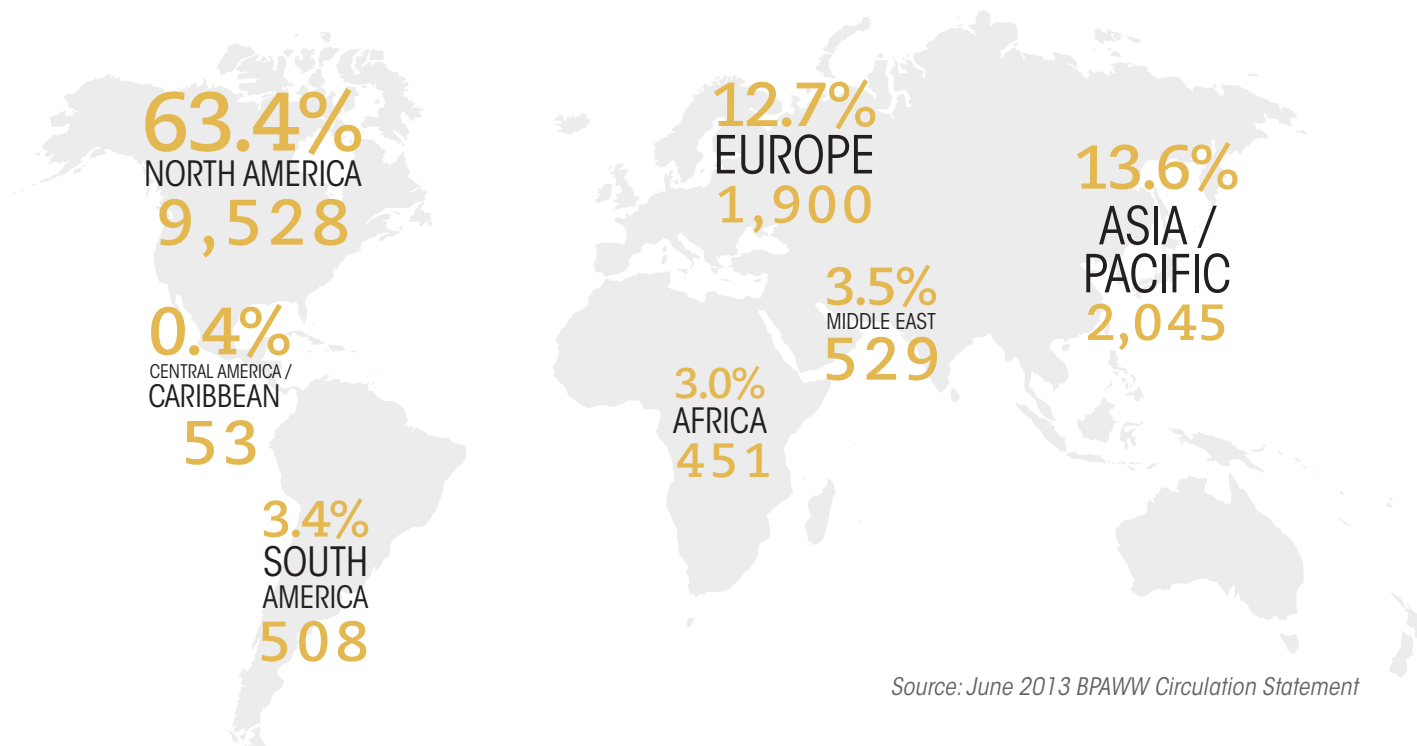 63.4%
NORTH AMERICA
9,528
0.4%
CENTRAL AMERICA /
CARIBBEAN
53
3.4%
SOUTH
AMERICA
508
12.7%
EUROPE
1,900
3.5%
MIDDLE EAST
529
3.0%
AFRICA
451
13.6%
ASIA /
PACIFIC
2,045
Source: June 2013 BPAWW Circulation Statement